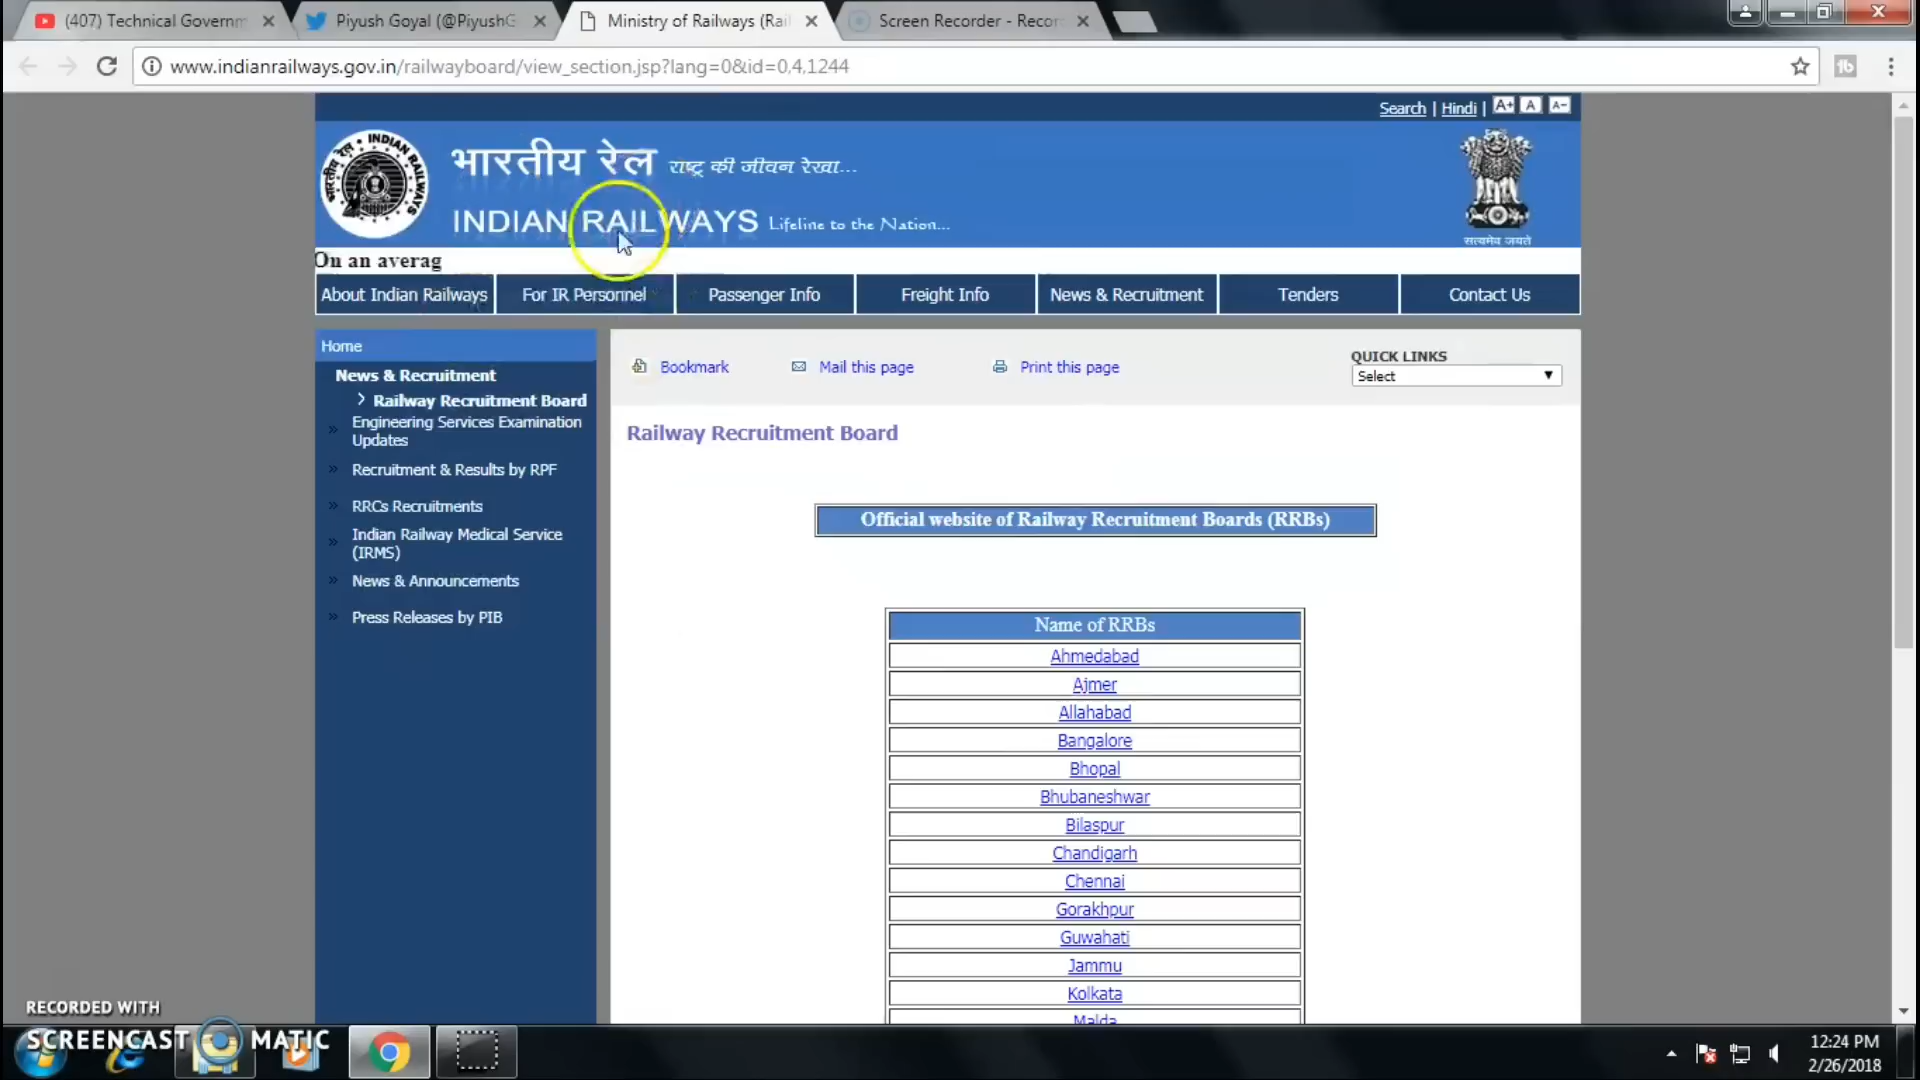 (407) Technical Governm
Piyush Goyal (@PiyushG
Ministry of Railways (Rail
Screen Recorder - Recor
www.indianrailways.gov.in/railwayboard/view_section.jsp?lang=0&id=0,4,1244
Search | Hindi | A+ A A-
INDIAN RAILWAYS
भारतीय रेल राष्ट्र की जीवन रेखा...
INDIAN RAILWAYS Lifeline to the Nation...
सत्यमेव जयते
On an averag
About Indian Railways For IR Personnel Passenger Info Freight Info News & Recruitment Tenders Contact Us
Home
News & Recruitment
Railway Recruitment Board
Engineering Services Examination
Updates
Recruitment & Results by RPF
RRCs Recruitments
Indian Railway Medical Service
(IRMS)
News & Announcements
Press Releases by PIB
Bookmark Mail this page Print this page
QUICK LINKS
Select
Railway Recruitment Board
Official website of Railway Recruitment Boards (RRBs)
Name of RRBs
Ahmedabad
Ajmer
Allahabad
Bangalore
Bhopal
Bhubaneshwar
Bilaspur
Chandigarh
Chennai
Gorakhpur
Guwahati
Jammu
Kolkata
Malda
RECORDED WITH
SCREENCAST MATIC
12:24 PM
2/26/2018